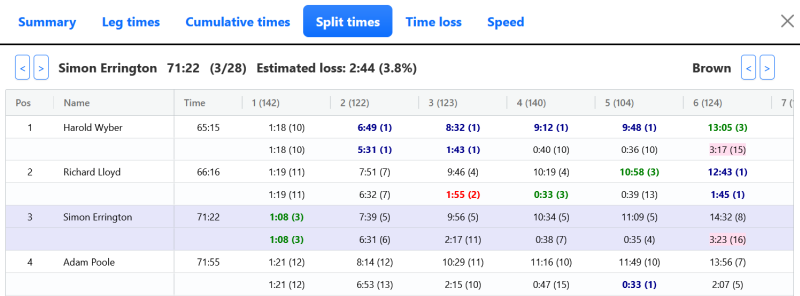 Summary Leg times Cumulative times Split times Time loss Speed
< > Simon Errington 71:22 (3/28) Estimated loss: 2:44 (3.8%) Brown < >
Pos Name Time 1 (142) 2 (122) 3 (123) 4 (140) 5 (104) 6 (124) 7 (1
1 Harold Wyber 65:15 1:18 (10) 6:49 (1) 8:32 (1) 9:12 (1) 9:48 (1) 13:05 (3)
1:18 (10) 5:31 (1) 1:43 (1) 0:40 (10) 0:36 (10) 3:17 (15)
2 Richard Lloyd 66:16 1:19 (11) 7:51 (7) 9:46 (4) 10:19 (4) 10:58 (3) 12:43 (1)
1:19 (11) 6:32 (7) 1:55 (2) 0:33 (3) 0:39 (13) 1:45 (1)
3 Simon Errington 71:22 1:08 (3) 7:39 (5) 9:56 (5) 10:34 (5) 11:09 (5) 14:32 (8)
1:08 (3) 6:31 (6) 2:17 (11) 0:38 (7) 0:35 (4) 3:23 (16)
4 Adam Poole 71:55 1:21 (12) 8:14 (12) 10:29 (11) 11:16 (10) 11:49 (10) 13:56 (7)
1:21 (12) 6:53 (13) 2:15 (10) 0:47 (15) 0:33 (1) 2:07 (5)